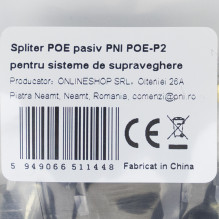 Spliter POE pasiv PNI POE-P2
pentru sisteme de supraveghere
Producator: ONLINESHOP SRL, Olteniei 26A
Piatra Neamt, Neamt, Romania, comenzi@pni.ro
CE
5 949066 511448
Fabricat in China